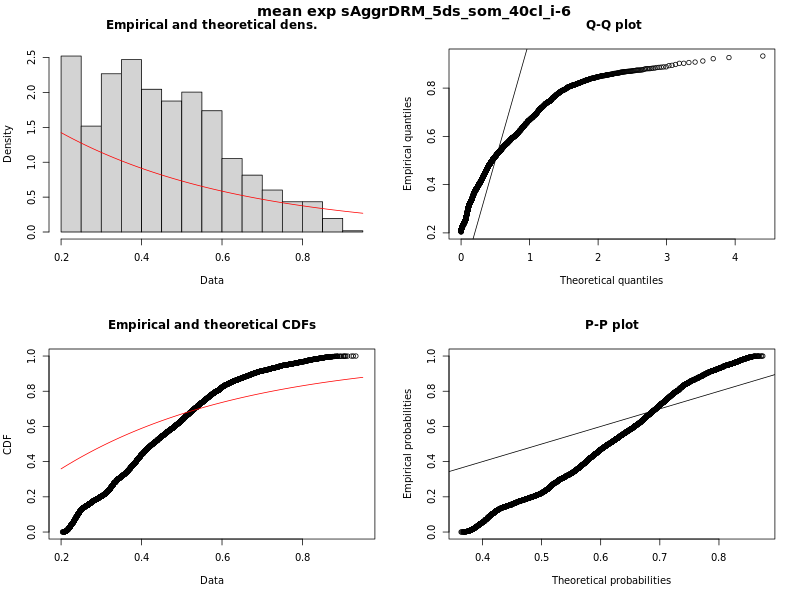 mean exp sAggrDRM_5ds_som_40cl_i-6
Empirical and theoretical dens.
Density
0.0 0.5 1.0 1.5 2.0 2.5
0.2 0.4 0.6 0.8
Data
Q-Q plot
Empirical quantiles
0.2 0.4 0.6 0.8
0 1 2 3 4
Theoretical quantiles
Empirical and theoretical CDFs
CDF
0.0 0.2 0.4 0.6 0.8 1.0
0.2 0.4 0.6 0.8
Data
P-P plot
Empirical probabilities
0.0 0.2 0.4 0.6 0.8 1.0
0.4 0.5 0.6 0.7 0.8
Theoretical probabilities